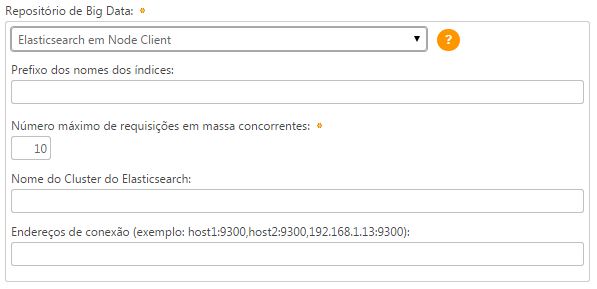 Repositório de Big Data: *
Elasticsearch em Node Client
?
Prefixo dos nomes dos índices:
Número máximo de requisições em massa concorrentes: *
10
Nome do Cluster do Elasticsearch:
Endereços de conexão (exemplo: host1:9300,host2:9300,192.168.1.13:9300):